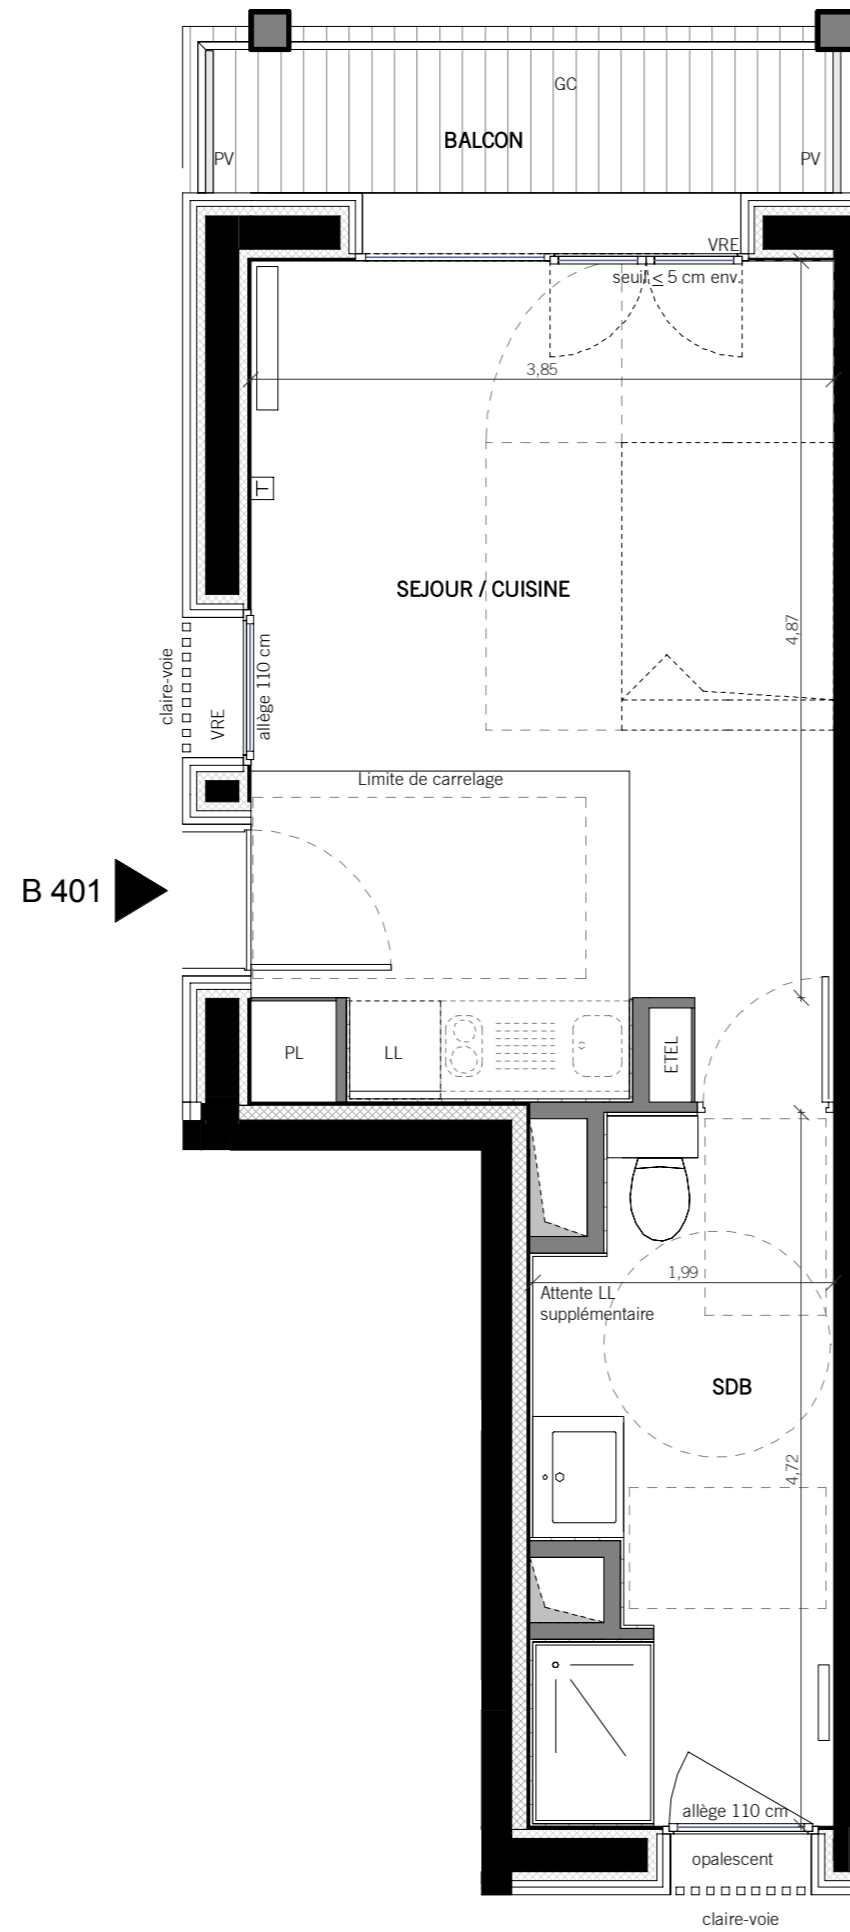 GC
BALCON
PV
PV
VRE
seuil ≤ 5 cm env.
3,85
T
SEJOUR / CUISINE
4,87
claire-voie
VRE
allège 110 cm
Limite de carrelage
B 401
PL
LL
ETEL
1,99
Attente LL
supplémentaire
SDB
4,72
allège 110 cm
opalescent
claire-voie